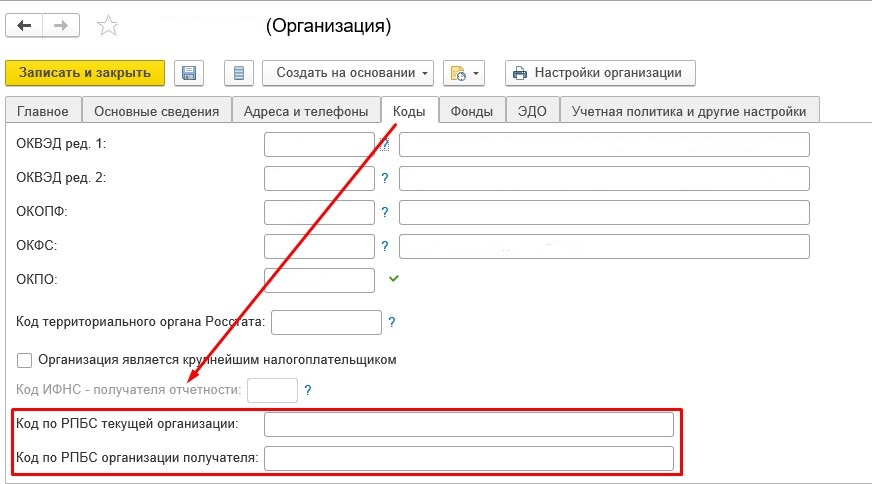 (Организация)
Записать и закрыть Создать на основании Настройки организации
Главное Основные сведения Адреса и телефоны Коды Фонды ЭДО Учетная политика и другие настройки
ОКВЭД ред. 1: ?
ОКВЭД ред. 2: ?
ОКОПФ: ?
ОКФС: ?
ОКПО:
Код территориального органа Росстата: ?
Организация является крупнейшим налогоплательщиком
Код ИФНС - получателя отчетности: ?
Код по РПБС текущей организации:
Код по РПБС организации получателя: